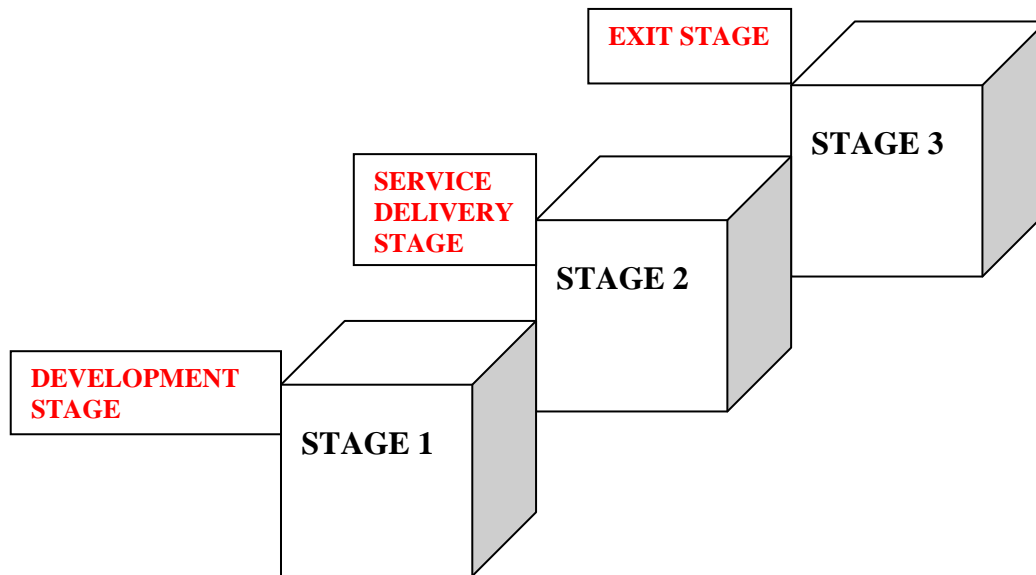 EXIT STAGE
STAGE 3
SERVICE
DELIVERY
STAGE
STAGE 2
DEVELOPMENT
STAGE
STAGE 1